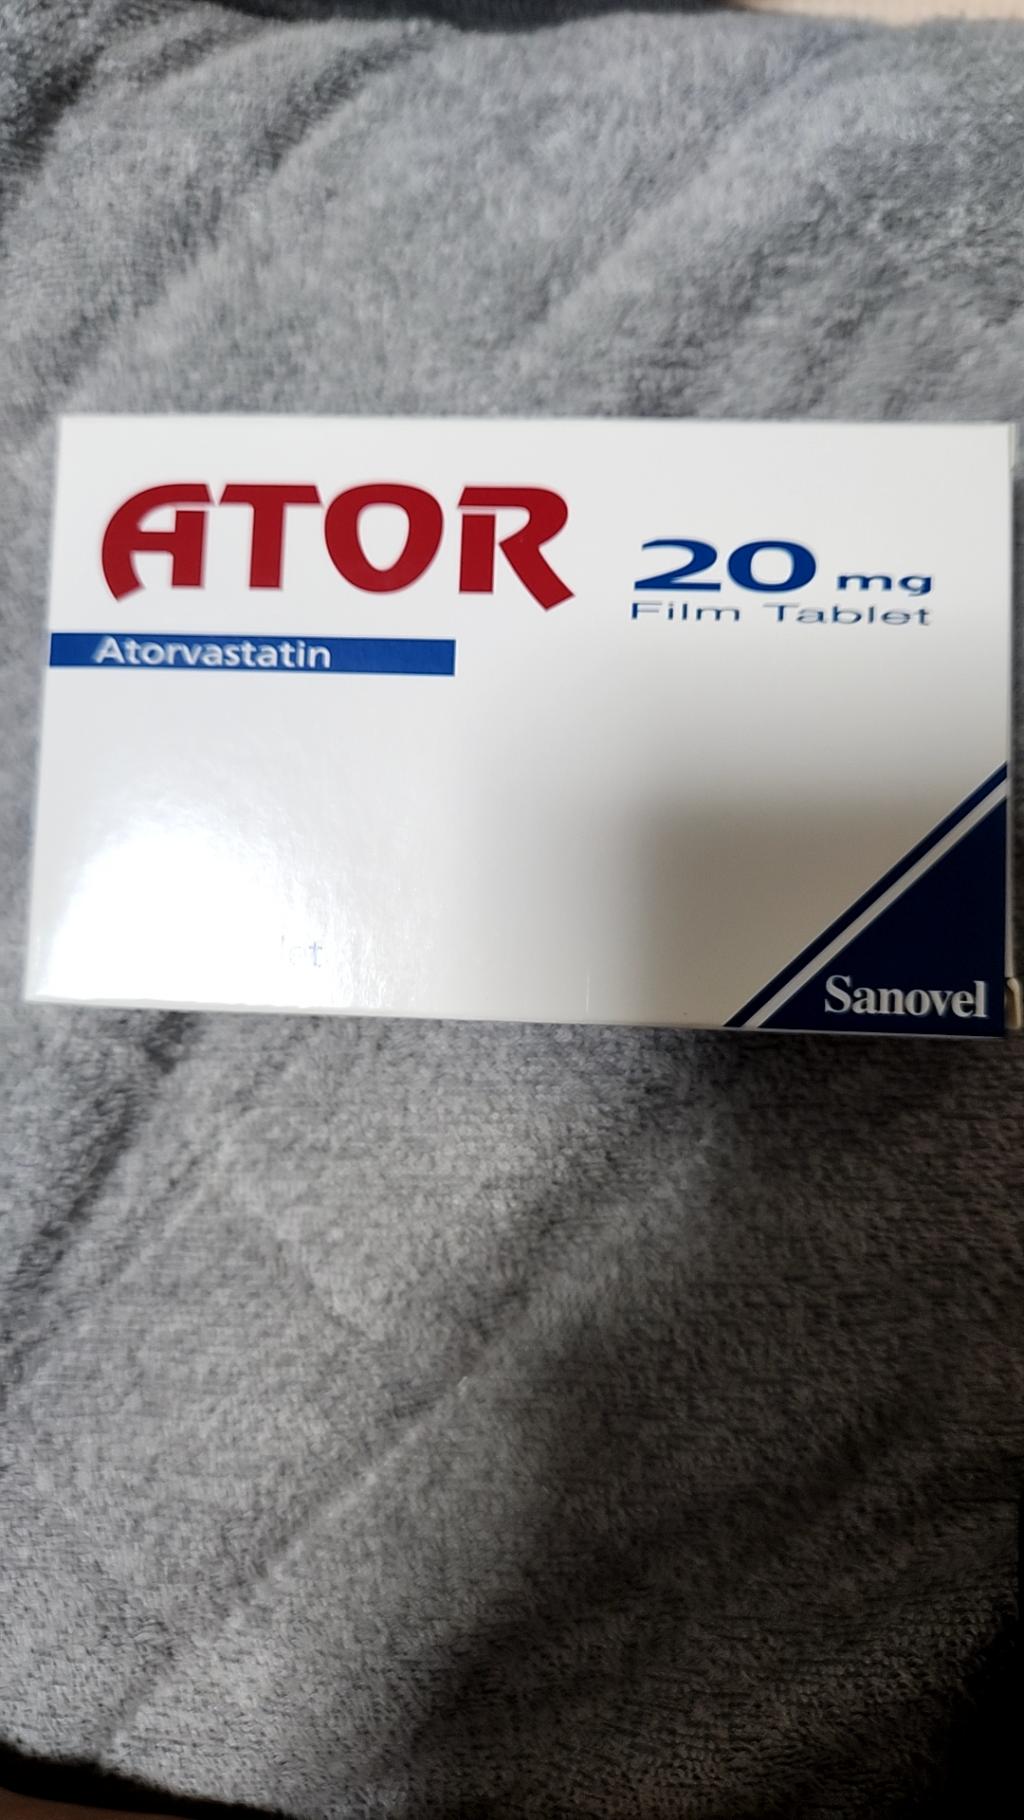 ATOR
20 mg
Film Tablet
Atorvastatin
Sanovel